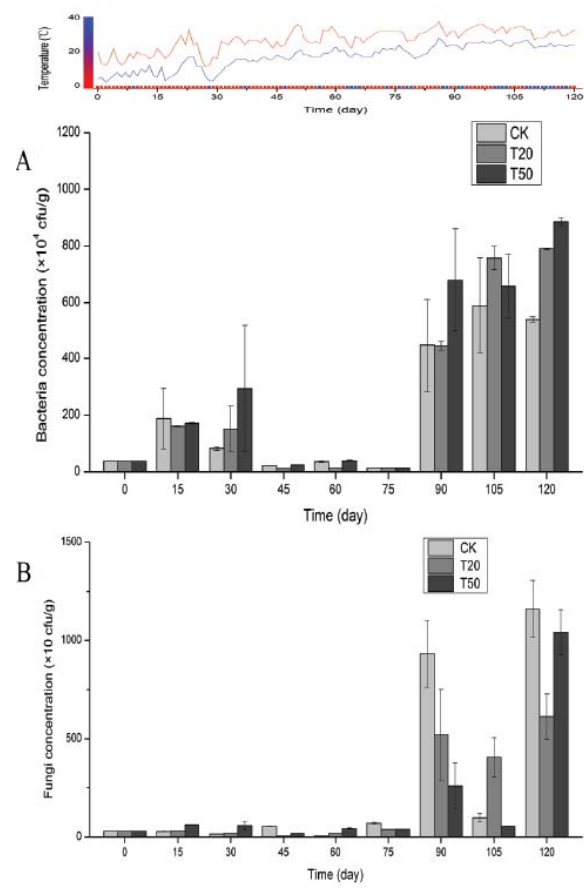 40
20
0
Temperature (℃)
0 15 30 45 60 75 90 105 120
Time (day)
A
1200
1000
800
600
400
200
0
Bacteria concentration (×10⁴ cfu/g)
CK
T20
T50
0 15 30 45 60 75 90 105 120
Time (day)
B
1500
1000
500
0
Fungi concentration (×10 cfu/g)
CK
T20
T50
0 15 30 45 60 75 90 105 120
Time (day)